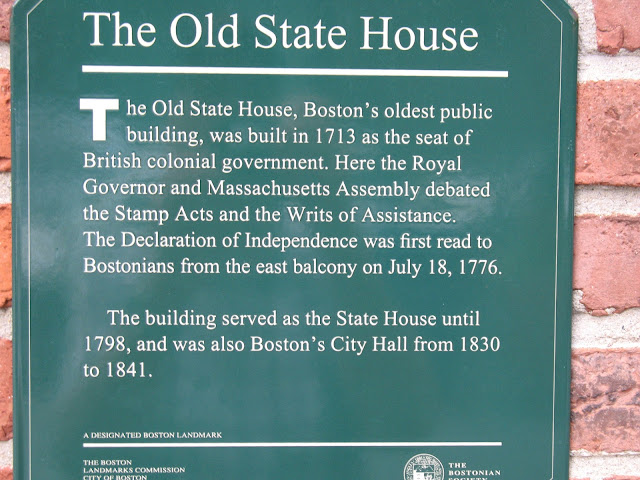 The Old State House
The Old State House, Boston's oldest public
building, was built in 1713 as the seat of
British colonial government. Here the Royal
Governor and Massachusetts Assembly debated
the Stamp Acts and the Writs of Assistance.
The Declaration of Independence was first read to
Bostonians from the east balcony on July 18, 1776.
The building served as the State House until
1798, and was also Boston's City Hall from 1830
to 1841.
A DESIGNATED BOSTON LANDMARK
THE BOSTON
LANDMARKS COMMISSION
CITY OF BOSTON
THE
BOSTONIAN
SOCIETY